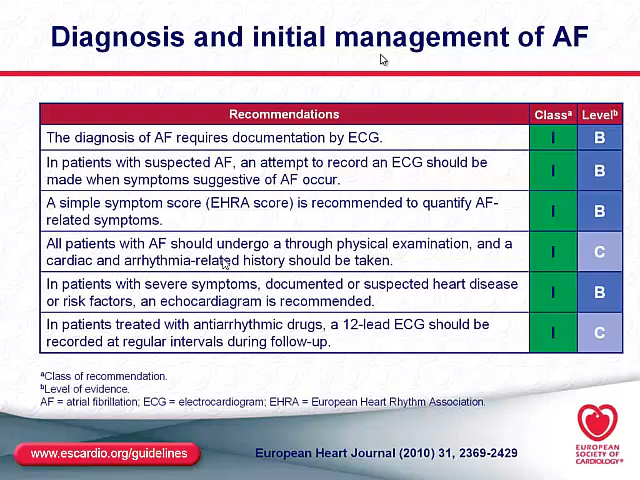 Diagnosis and initial management of AF
Recommendations Classᵃ Levelᵇ
The diagnosis of AF requires documentation by ECG. I B
In patients with suspected AF, an attempt to record an ECG should be
made when symptoms suggestive of AF occur. I B
A simple symptom score (EHRA score) is recommended to quantify AF-
related symptoms. I B
All patients with AF should undergo a through physical examination, and a
cardiac and arrhythmia-related history should be taken. I C
In patients with severe symptoms, documented or suspected heart disease
or risk factors, an echocardiagram is recommended. I B
In patients treated with antiarrhythmic drugs, a 12-lead ECG should be
recorded at regular intervals during follow-up. I C
ᵃClass of recommendation.
ᵇLevel of evidence.
AF = atrial fibrillation; ECG = electrocardiogram; EHRA = European Heart Rhythm Association.
www.escardio.org/guidelines
European Heart Journal (2010) 31, 2369-2429
EUROPEAN
SOCIETY OF
CARDIOLOGY®